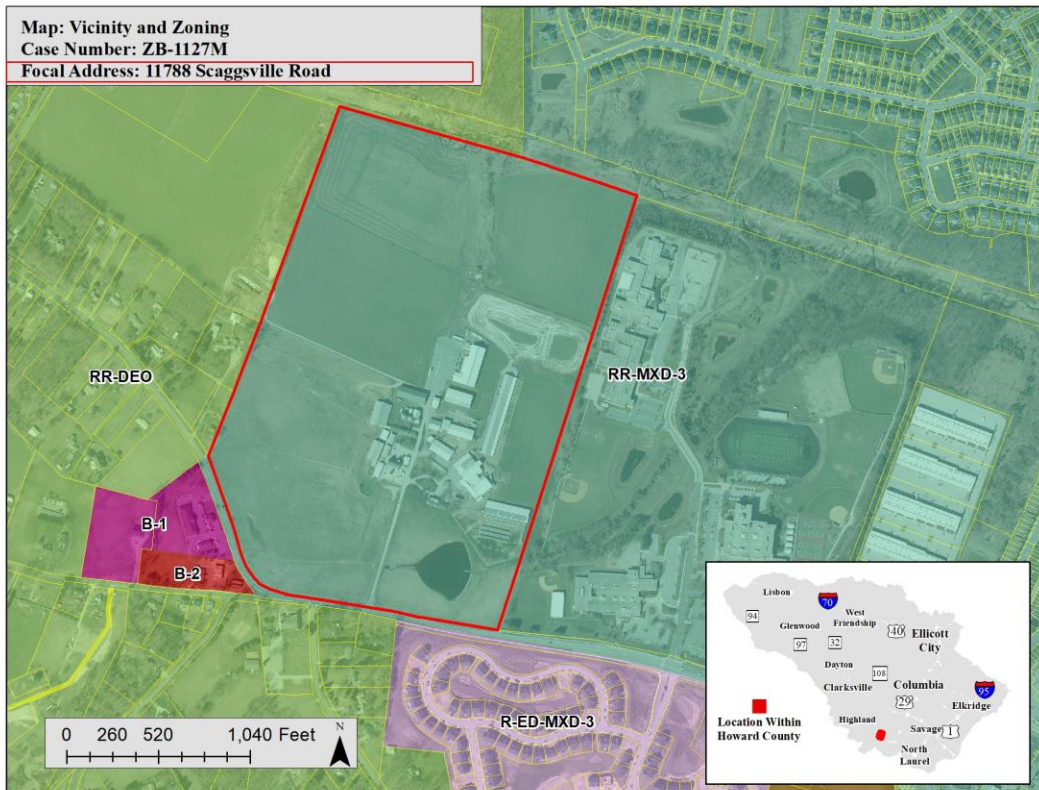 Map: Vicinity and Zoning
Case Number: ZB-1127M
Focal Address: 11788 Scaggsville Road
RR-DEO
RR-MXD-3
B-1
B-2
R-ED-MXD-3
0 260 520 1,040 Feet
N
Lisbon
70
94
West
Friendship
Glenwood
40
Ellicott
City
97
32
Dayton
108
Clarksville
Columbia
95
29
Elkridge
Location Within
Howard County
Highland
Savage
1
North
Laurel